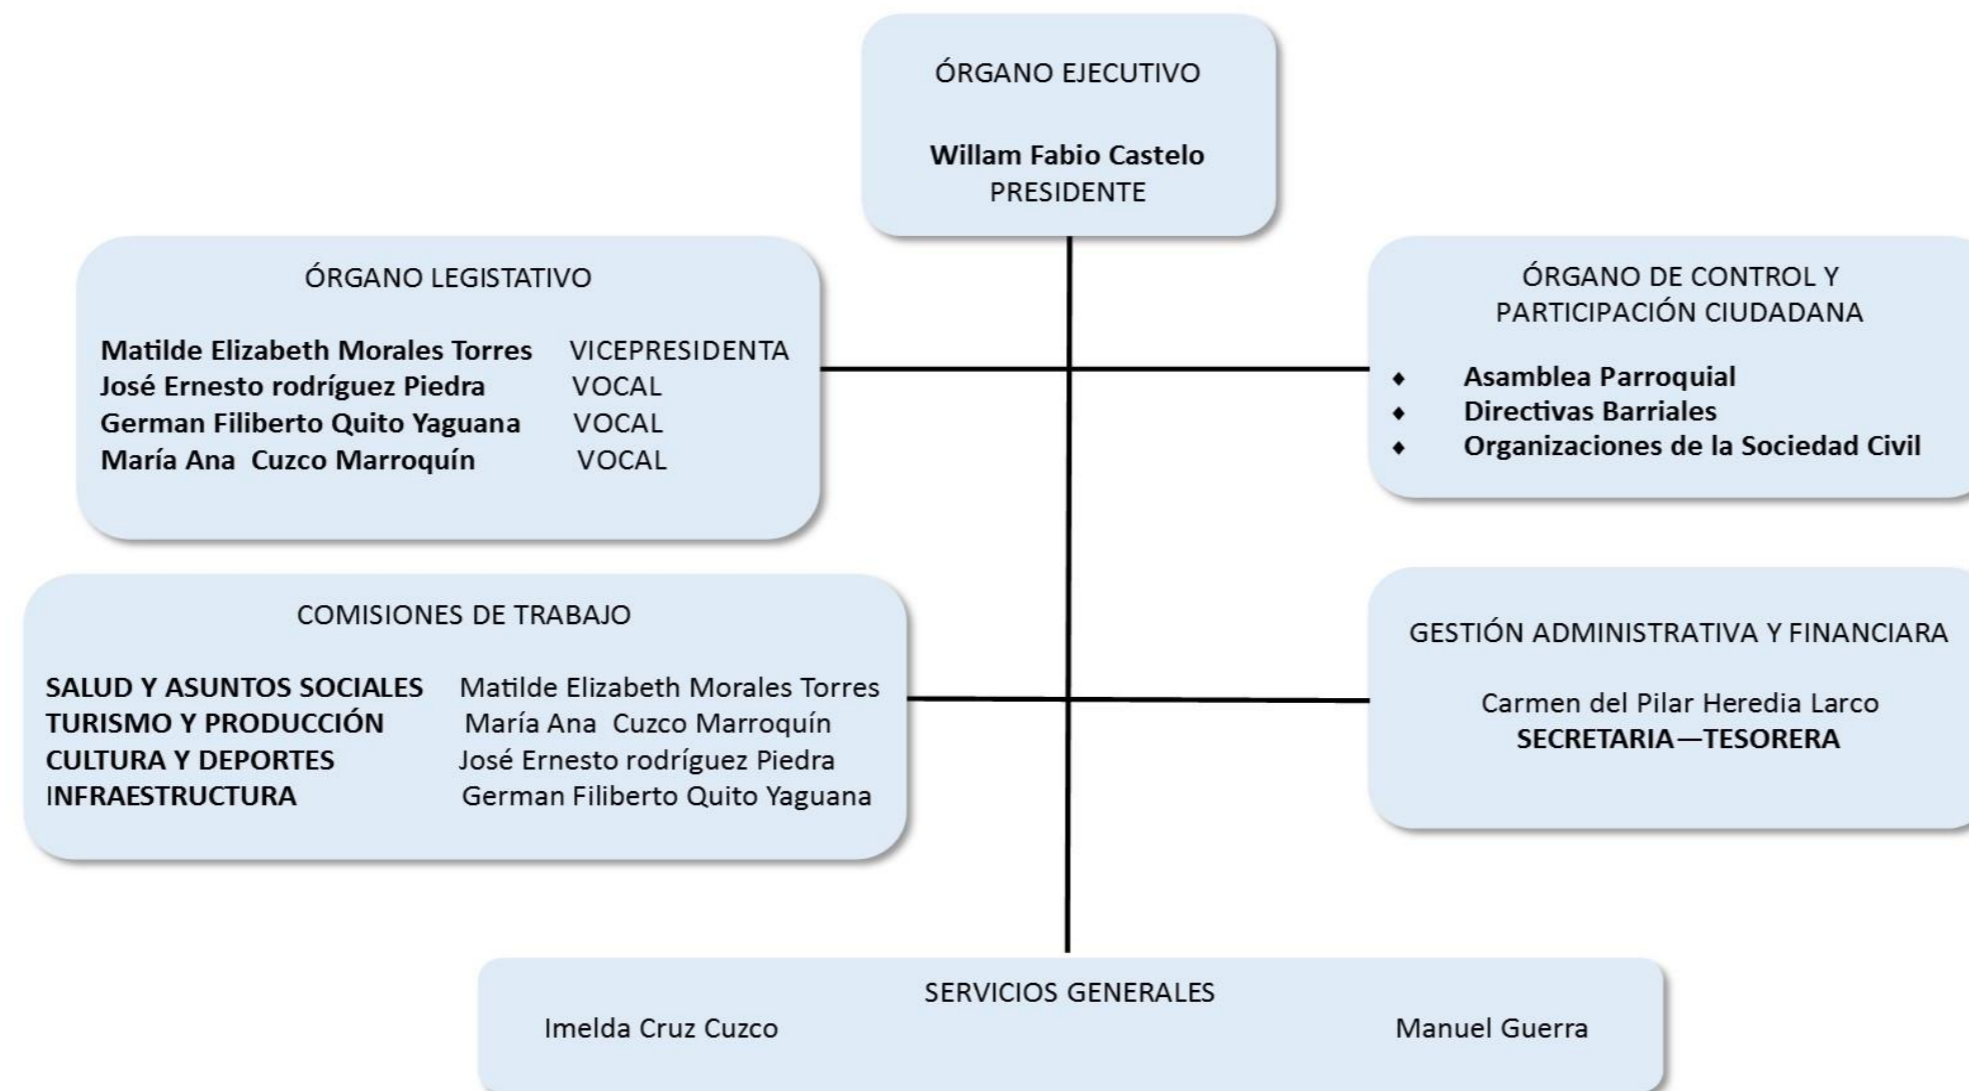 ÓRGANO EJECUTIVO
Willam Fabio Castelo
PRESIDENTE
ÓRGANO LEGISTATIVO
Matilde Elizabeth Morales Torres VICEPRESIDENTA
José Ernesto rodríguez Piedra VOCAL
German Filiberto Quito Yaguana VOCAL
María Ana Cuzco Marroquín VOCAL
ÓRGANO DE CONTROL Y
PARTICIPACIÓN CIUDADANA
♦ Asamblea Parroquial
♦ Directivas Barriales
♦ Organizaciones de la Sociedad Civil
COMISIONES DE TRABAJO
SALUD Y ASUNTOS SOCIALES Matilde Elizabeth Morales Torres
TURISMO Y PRODUCCIÓN María Ana Cuzco Marroquín
CULTURA Y DEPORTES José Ernesto rodríguez Piedra
INFRAESTRUCTURA German Filiberto Quito Yaguana
GESTIÓN ADMINISTRATIVA Y FINANCIARA
Carmen del Pilar Heredia Larco
SECRETARIA—TESORERA
SERVICIOS GENERALES
Imelda Cruz Cuzco Manuel Guerra